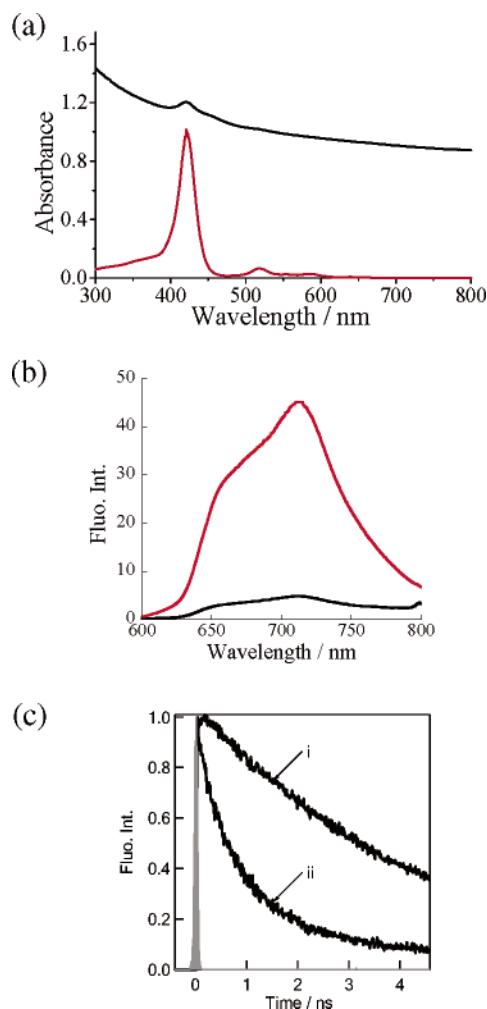 (a)
1.6
1.2
0.8
0.4
0.0
Absorbance
300 400 500 600 700 800
Wavelength / nm
(b)
50
40
30
20
10
0
Fluo. Int.
600 650 700 750 800
Wavelength / nm
(c)
1.0
0.8
0.6
0.4
0.2
0.0
Fluo. Int.
i
ii
0 1 2 3 4
Time / ns